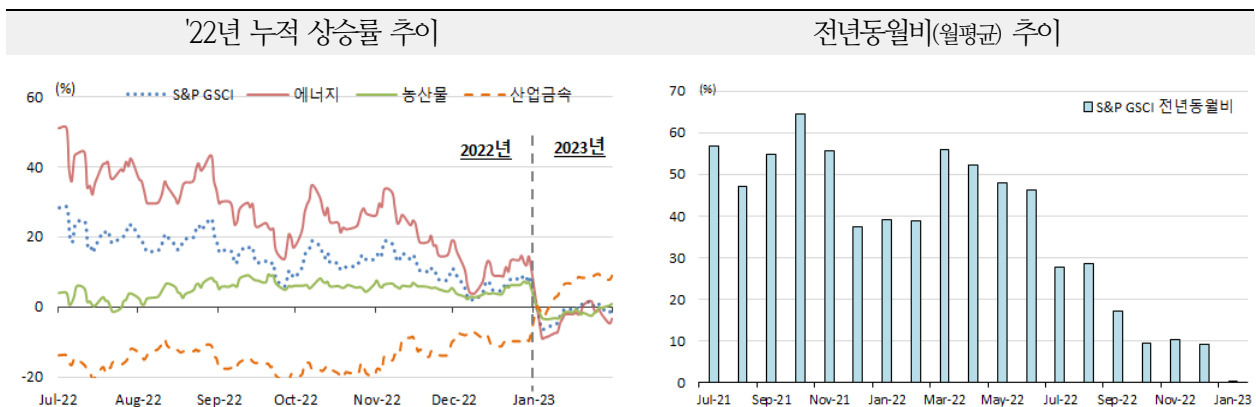 '22년 누적 상승률 추이
(%)
S&P GSCI 에너지 농산물 산업금속
60
40
20
0
-20
2022년 2023년
Jul-22 Aug-22 Sep-22 Oct-22 Nov-22 Dec-22 Jan-23
전년동월비(월평균) 추이
(%)
S&P GSCI 전년동월비
70
60
50
40
30
20
10
0
Jul-21 Sep-21 Nov-21 Jan-22 Mar-22 May-22 Jul-22 Sep-22 Nov-22 Jan-23